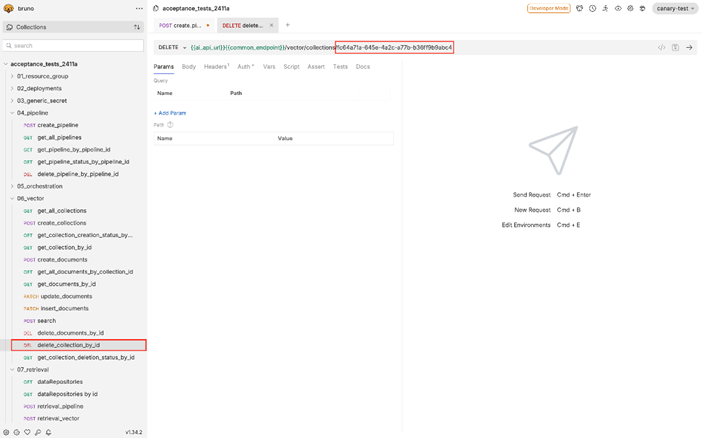 bruno
Collections
search
acceptance_tests_2411a
01_resource_group
02_deployments
03_generic_secret
04_pipeline
POST create_pipeline
GET get_all_pipelines
GET get_pipeline_by_pipeline_id
GET get_pipeline_status_by_pipeline_id
DEL delete_pipeline_by_pipeline_id
05_orchestration
06_vector
GET get_all_collections
POST create_collections
GET get_collection_creation_status_by...
GET get_collection_by_id
POST create_documents
GET get_all_documents_by_collection_id
GET get_documents_by_id
PATCH update_documents
PATCH insert_documents
POST search
DEL delete_documents_by_id
DEL delete_collection_by_id
GET get_collection_deletion_status_by_id
07_retrieval
GET dataRepositories
GET dataRepositories by id
POST retrieval_pipeline
POST retrieval_vector
v1.34.2
acceptance_tests_2411a
Developer Mode
canary-test
POST create_pi...
DELETE delete...
DELETE {{ai_api_url}}{{common_endpoint}}/vector/collections/fc64a71a-645e-4a2c-a77b-b36ff9b9abc4
Params Body Headers1 Auth Vars Script Assert Tests Docs
Query
Name Path
+ Add Param
Path
Name Value
Send Request Cmd + Enter
New Request Cmd + B
Edit Environments Cmd + E